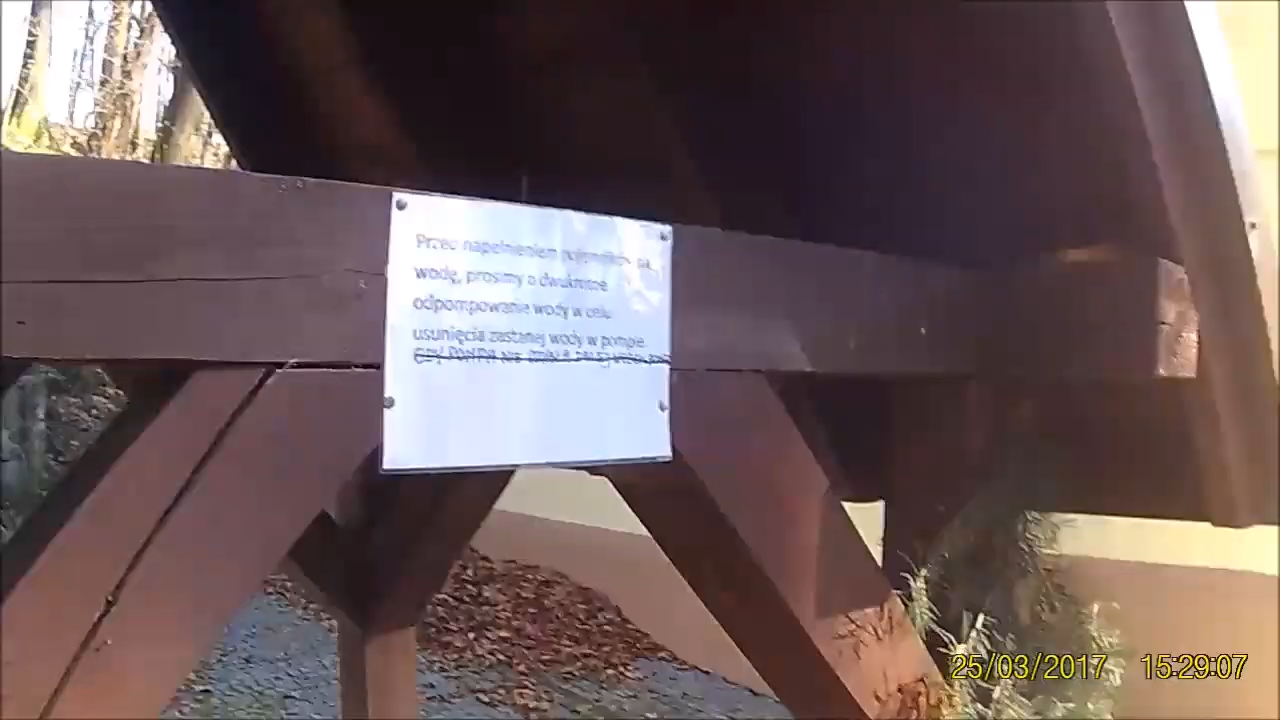 Przed napełnieniem pojemników na
wodę, prosimy o dwukrotne
odpompowanie wody w celu
usunięcia zastanej wody w pompie.
25/03/2017 15:29:07